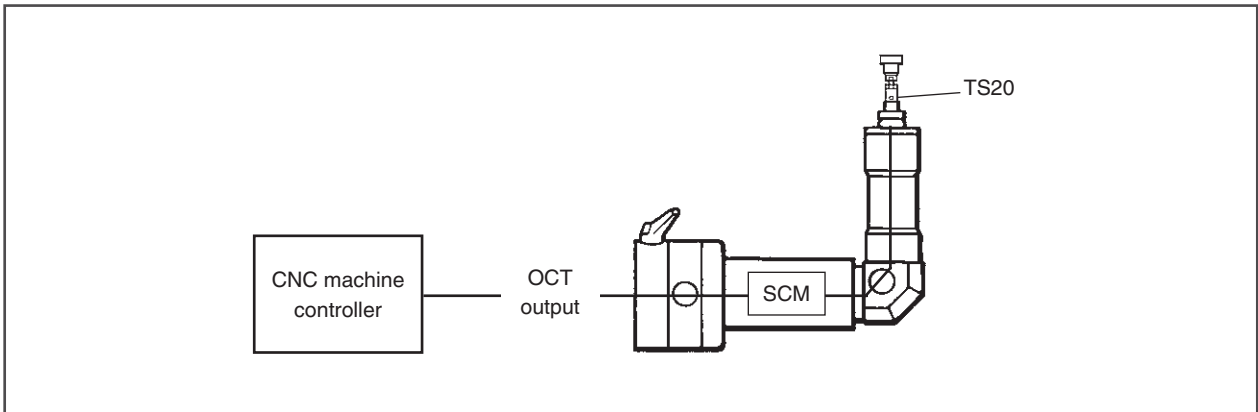 TS20
CNC machine
controller
OCT
output
SCM